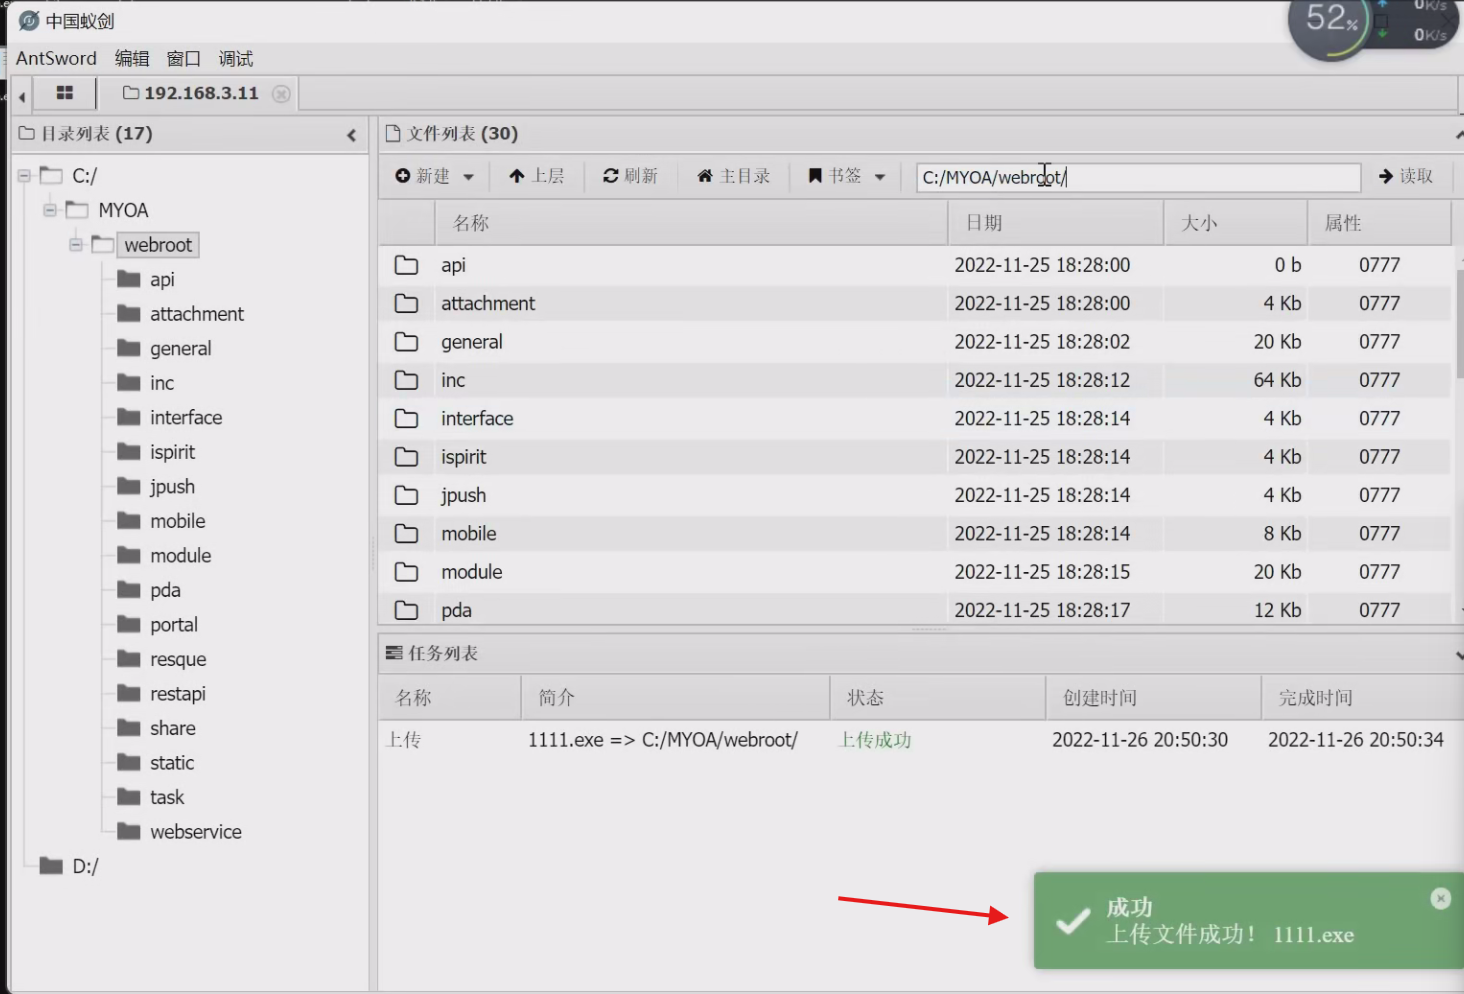 中国蚁剑
52%
0K/s
0K/s
AntSword 编辑 窗口 调试
192.168.3.11
目录列表 (17)
C:/
MYOA
webroot
api
attachment
general
inc
interface
ispirit
jpush
mobile
module
pda
portal
resque
restapi
share
static
task
webservice
D:/
文件列表 (30)
新建 上层 刷新 主目录 书签 C:/MYOA/webroot/ 读取
名称 日期 大小 属性
api 2022-11-25 18:28:00 0 b 0777
attachment 2022-11-25 18:28:00 4 Kb 0777
general 2022-11-25 18:28:02 20 Kb 0777
inc 2022-11-25 18:28:12 64 Kb 0777
interface 2022-11-25 18:28:14 4 Kb 0777
ispirit 2022-11-25 18:28:14 4 Kb 0777
jpush 2022-11-25 18:28:14 4 Kb 0777
mobile 2022-11-25 18:28:14 8 Kb 0777
module 2022-11-25 18:28:15 20 Kb 0777
pda 2022-11-25 18:28:17 12 Kb 0777
任务列表
名称 简介 状态 创建时间 完成时间
上传 1111.exe => C:/MYOA/webroot/ 上传成功 2022-11-26 20:50:30 2022-11-26 20:50:34
成功
上传文件成功！ 1111.exe